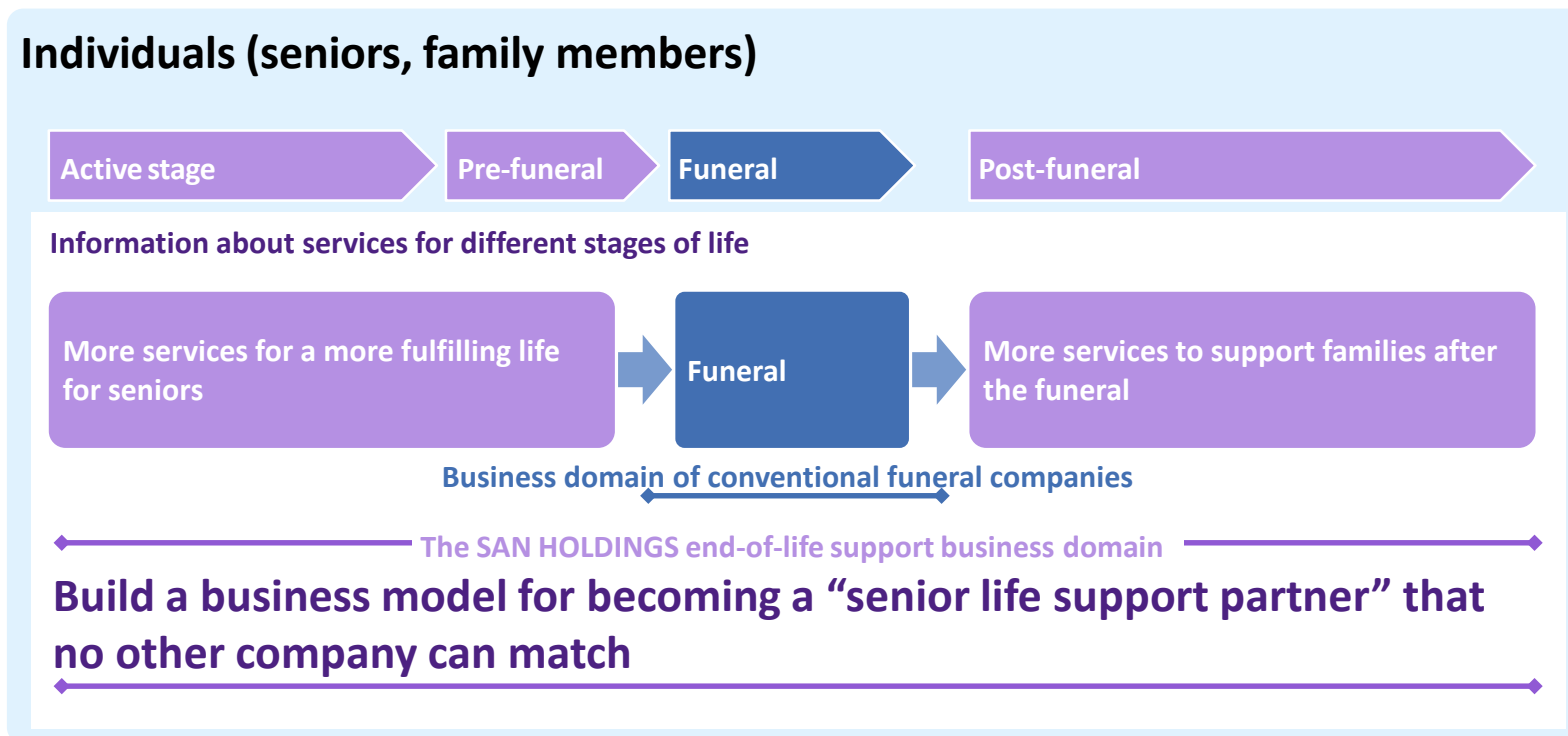 Individuals (seniors, family members)
Active stage
Pre-funeral
Funeral
Post-funeral
Information about services for different stages of life
More services for a more fulfilling life
for seniors
Funeral
More services to support families after
the funeral
Business domain of conventional funeral companies
The SAN HOLDINGS end-of-life support business domain
Build a business model for becoming a “senior life support partner” that
no other company can match